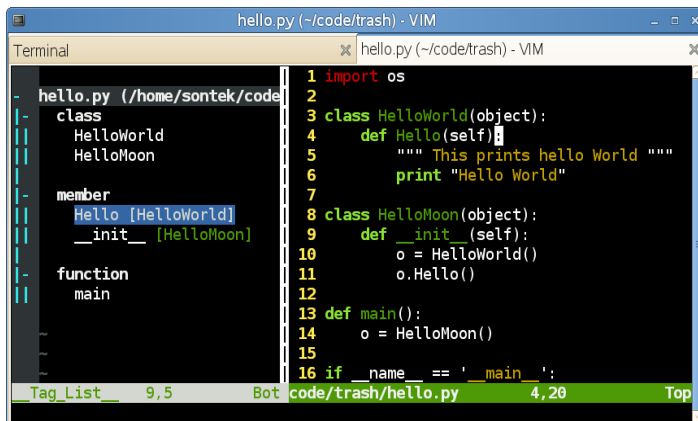 hello.py (~/code/trash) - VIM
Terminal
hello.py (~/code/trash) - VIM
- hello.py (/home/sontek/code
|- class
|| HelloWorld
|| HelloMoon
|
|- member
|| Hello [HelloWorld]
|| __init__ [HelloMoon]
|
|- function
|| main
~
~
~
__Tag_List__ 9,5 Bot
1 import os
2
3 class HelloWorld(object):
4 def Hello(self):
5 """ This prints hello World """
6 print "Hello World"
7
8 class HelloMoon(object):
9 def __init__(self):
10 o = HelloWorld()
11 o.Hello()
12
13 def main():
14 o = HelloMoon()
15
16 if __name__ == '__main__':
code/trash/hello.py 4,20 Top